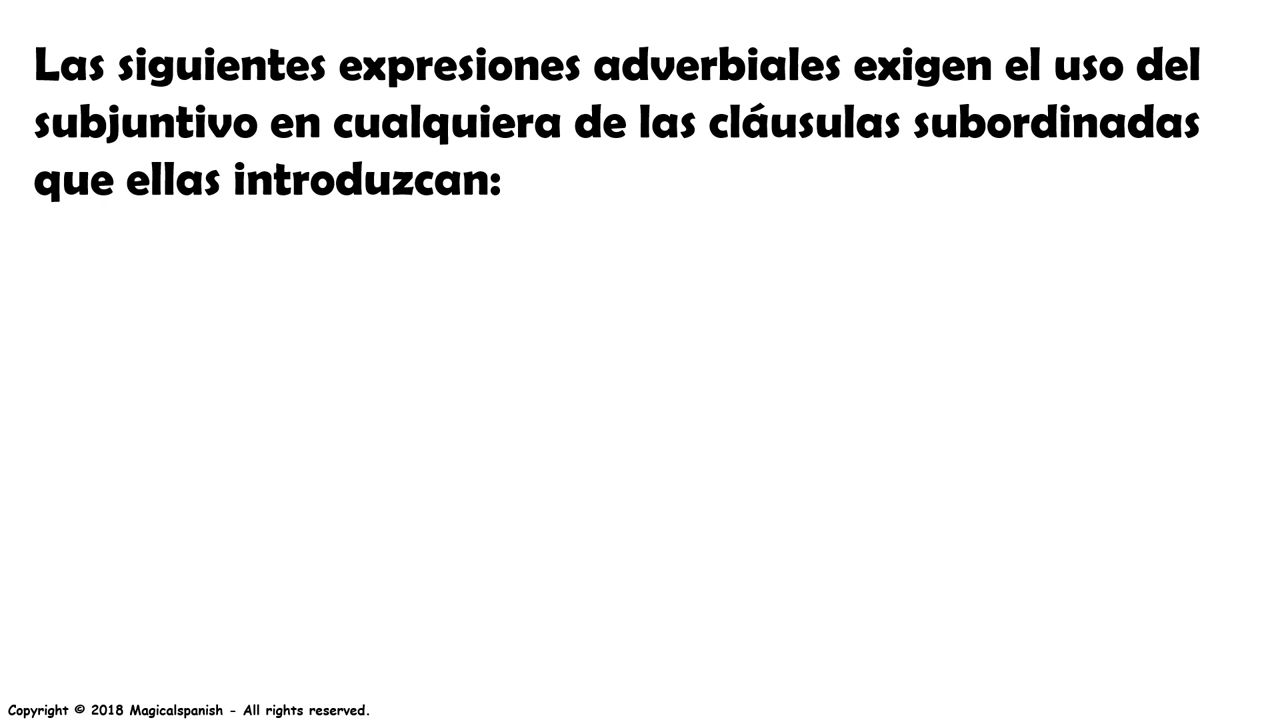 Las siguientes expresiones adverbiales exigen el uso del
subjuntivo en cualquiera de las cláusulas subordinadas
que ellas introduzcan:
Copyright © 2018 Magicalspanish - All rights reserved.